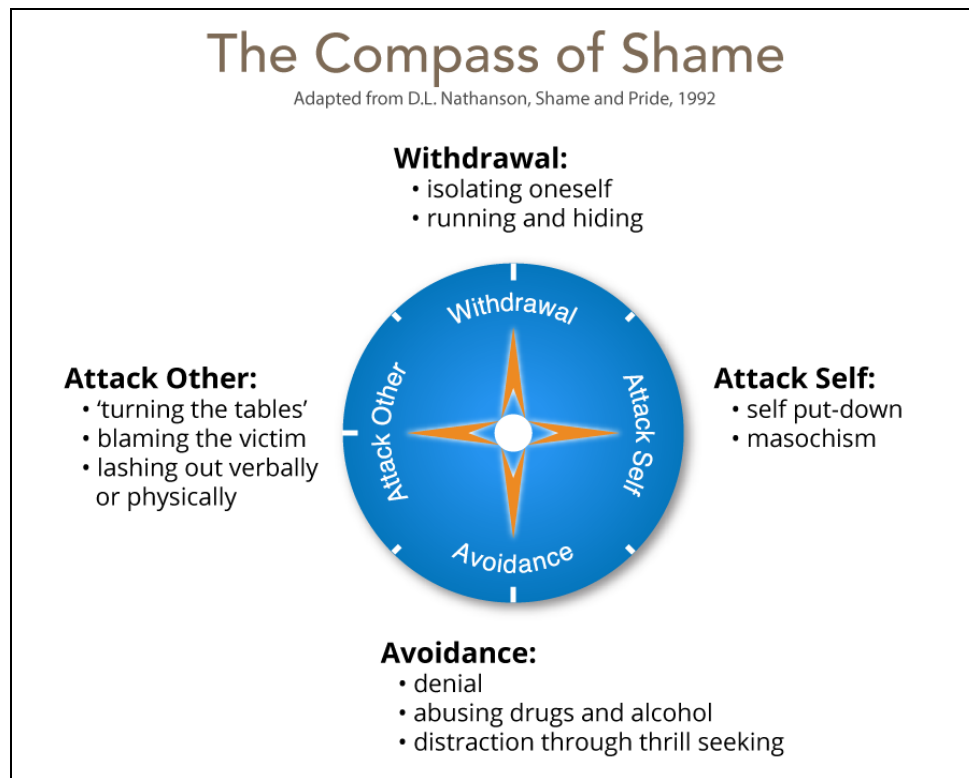 The Compass of Shame
Adapted from D.L. Nathanson, Shame and Pride, 1992
Withdrawal:
• isolating oneself
• running and hiding
Withdrawal
Attack Other:
• ‘turning the tables’
• blaming the victim
• lashing out verbally
or physically
Attack Other
Attack Self
Attack Self:
• self put-down
• masochism
Avoidance
Avoidance:
• denial
• abusing drugs and alcohol
• distraction through thrill seeking